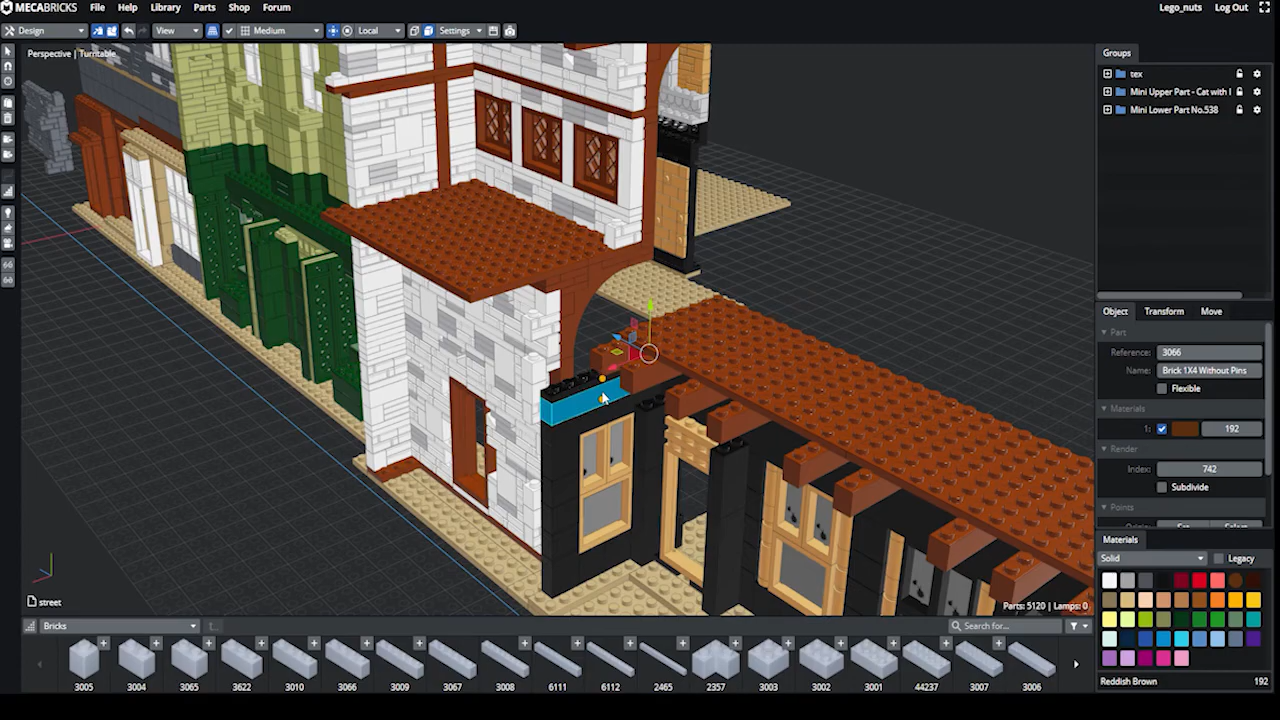 MECABRICKS File Help Library Parts Shop Forum Lego_nuts Log Out
Design View Medium Local Settings
Perspective | Turntable
Groups
tex
Mini Upper Part - Cat with
Mini Lower Part No.538
Object Transform Move
Part
Reference: 3066
Name: Brick 1X4 Without Pins
Flexible
Materials
1: 192
Render
Index: 742
Subdivide
Points
Materials
Solid Legacy
street
Parts: 5120 | Lamps: 0
Bricks Search for...
3005 3004 3065 3622 3010 3066 3009 3067 3008 6111 6112 2465 2357 3003 3002 3001 44237 3007 3006
Reddish Brown 192